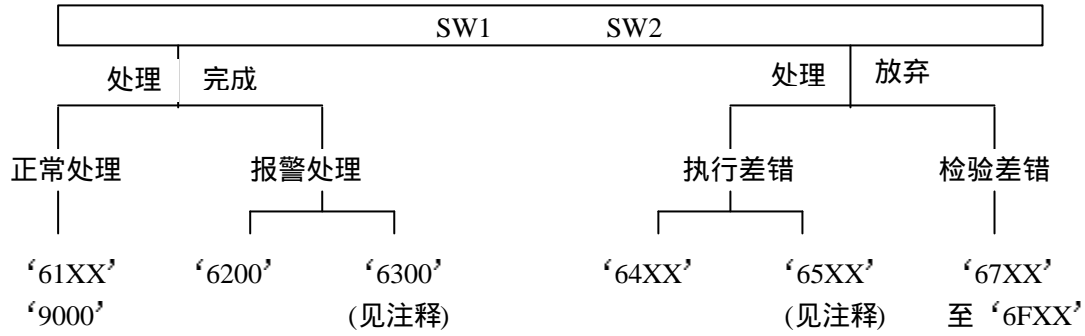 SW1 SW2
处理 完成 处理 放弃
正常处理 报警处理 执行差错 检验差错
‘61XX’ ‘6200’ ‘6300’ ‘64XX’ ‘65XX’ ‘67XX’
‘9000’ (见注释) (见注释) 至‘6FXX’